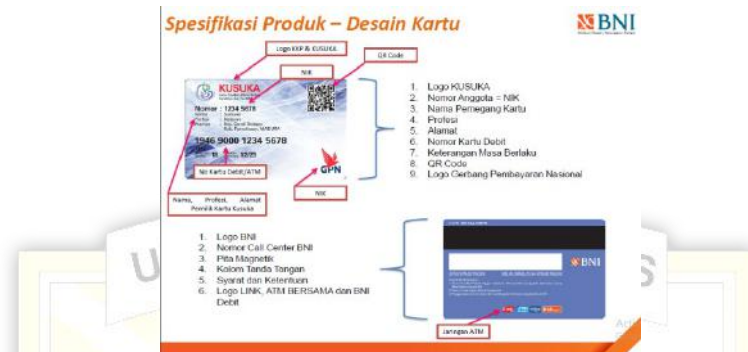 Spesifikasi Produk – Desain Kartu
BNI
Logo KKP & KUSUKA
QR Code
NIK
KUSUKA
Nomor : 1234 5678
1946 9000 1234 5678
12/23
GPN
No Kartu Debit/ATM
NIK
Nama, Profesi, Alamat
Pemilik Kartu Kusuka
1. Logo KUSUKA
2. Nomor Anggota = NIK
3. Nama Pemegang Kartu
4. Profesi
5. Alamat
6. Nomor Kartu Debit
7. Keterangan Masa Berlaku
8. QR Code
9. Logo Gerbang Pembayaran Nasional
1. Logo BNI
2. Nomor Call Center BNI
3. Pita Magnetik
4. Kolom Tanda Tangan
5. Syarat dan Ketentuan
6. Logo LINK, ATM BERSAMA dan BNI
Debit
BNI
Jaringan ATM
U
S